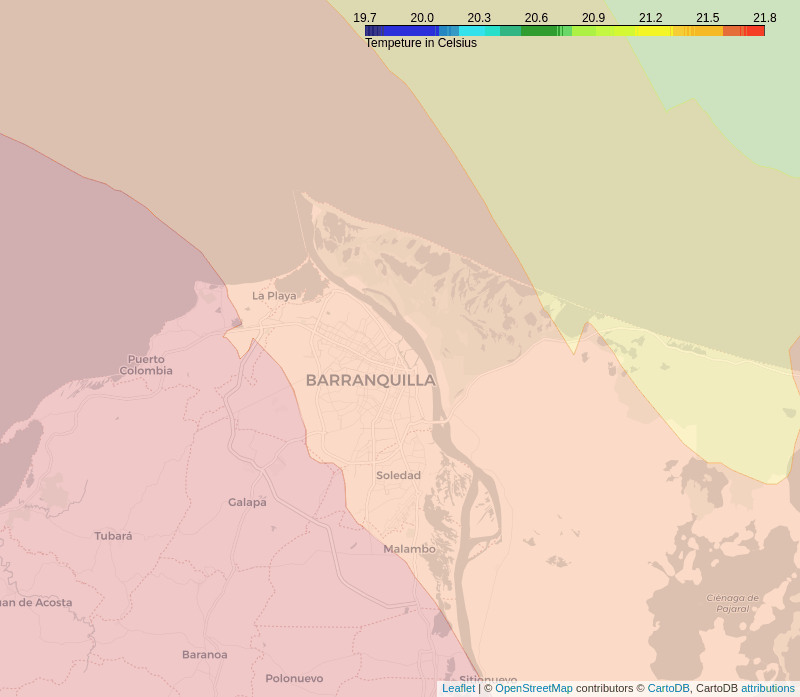 19.7 20.0 20.3 20.6 20.9 21.2 21.5 21.8
Tempeture in Celsius
La Playa
Puerto
Colombia
BARRANQUILLA
Soledad
Galapa
Tubará
Malambo
uan de Acosta
Ciénaga de
Pajaral
Baranoa
Polonuevo
Sitionuevo
Leaflet | © OpenStreetMap contributors © CartoDB, CartoDB attributions